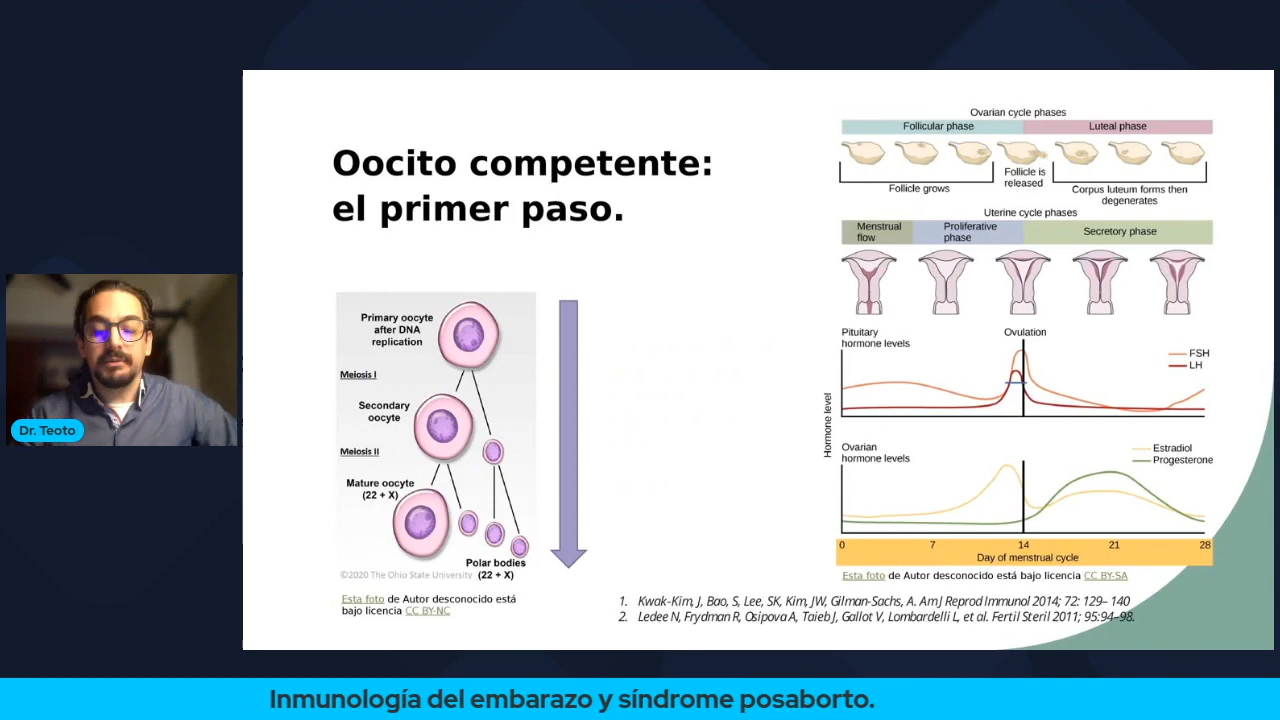 Oocito competente:
el primer paso.
Primary oocyte
after DNA
replication
Meiosis I
Secondary
oocyte
Meiosis II
Mature oocyte
(22 + X)
Polar bodies
(22 + X)
©2020 The Ohio State University
Esta foto de Autor desconocido está
bajo licencia CC BY-NC
Ovarian cycle phases
Follicular phase
Luteal phase
Follicle grows
Follicle is
released
Corpus luteum forms then
degenerates
Uterine cycle phases
Menstrual
flow
Proliferative
phase
Secretory phase
Pituitary
hormone levels
Ovulation
FSH
LH
Hormone level
Ovarian
hormone levels
Estradiol
Progesterone
0 7 14 21 28
Day of menstrual cycle
Esta foto de Autor desconocido está bajo licencia CC BY-SA
1. Kwak-Kim, J, Bao, S, Lee, SK, Kim, JW, Gilman-Sachs, A. Am J Reprod Immunol 2014; 72: 129– 140
2. Ledee N, Frydman R, Osipova A, Taieb J, Gallot V, Lombardelli L, et al. Fertil Steril 2011; 95:94–98.
Dr. Teoto
Inmunología del embarazo y síndrome posaborto.